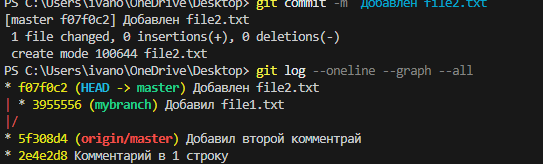 PS C:\Users\ivano\OneDrive\Desktop> git commit -m "Добавлен file2.txt
[master f07f0c2] Добавлен file2.txt
 1 file changed, 0 insertions(+), 0 deletions(-)
 create mode 100644 file2.txt
PS C:\Users\ivano\OneDrive\Desktop> git log --oneline --graph --all
* f07f0c2 (HEAD -> master) Добавлен file2.txt
| * 3955556 (mybranch) Добавил file1.txt
|/
* 5f308d4 (origin/master) Добавил второй комментрай
* 2e4e2d8 Комментарий в 1 строку